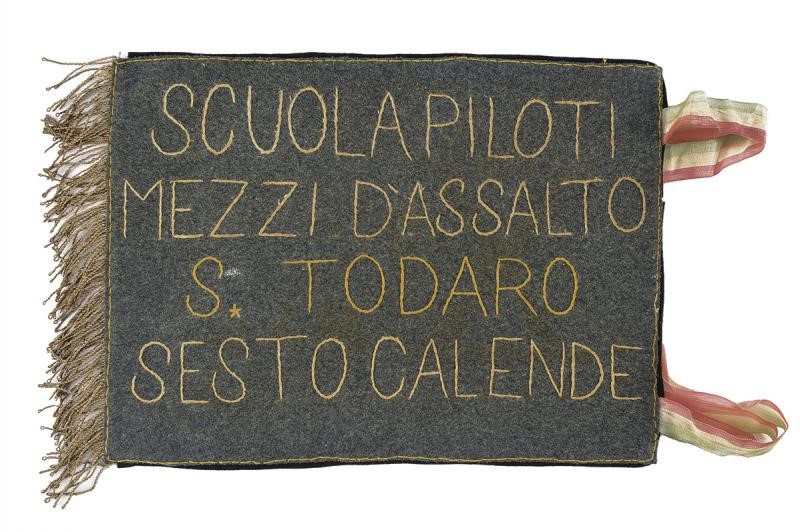 SCUOLA PILOTI
MEZZI D'ASSALTO
S. TODARO
SESTO CALENDE